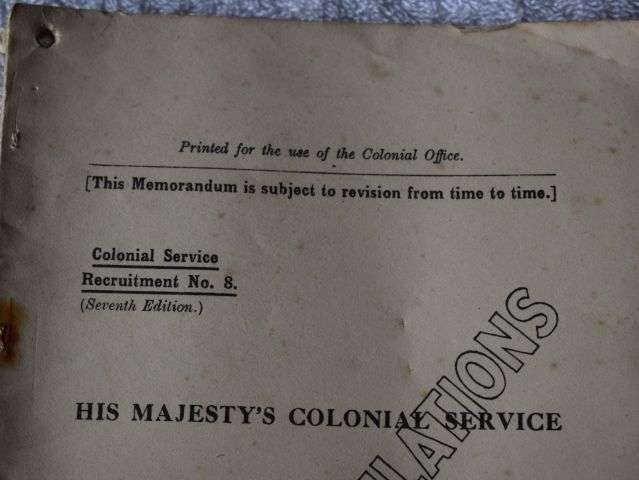 Printed for the use of the Colonial Office.
[This Memorandum is subject to revision from time to time.]
Colonial Service
Recruitment No. 8.
(Seventh Edition.)
HIS MAJESTY'S COLONIAL SERVICE
LATIONS